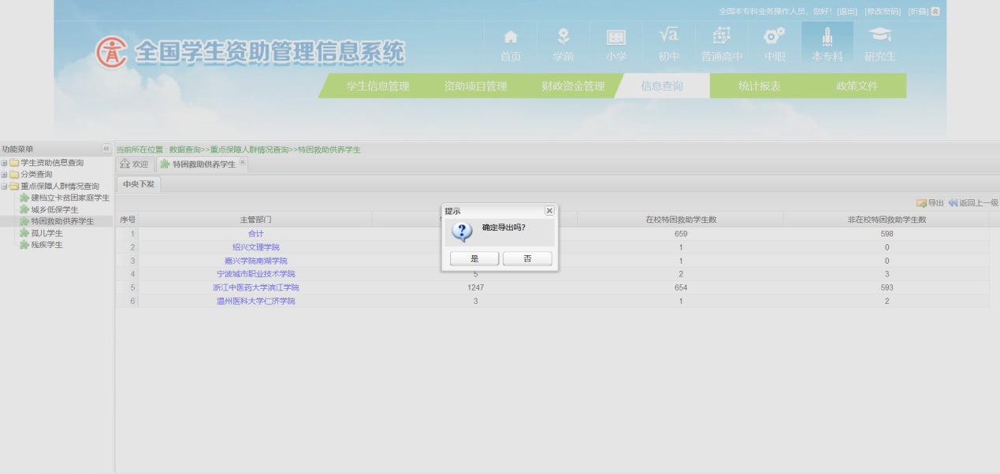 全国本专科业务操作人员，您好！ [退出] [修改密码] [折叠]
全国学生资助管理信息系统
首页 学前 小学 初中 普通高中 中职 本专科 研究生
学生信息管理 资助项目管理 财政资金管理 信息查询 统计报表 政策文件
功能菜单
学生资助信息查询
分类查询
重点保障人群情况查询
建档立卡贫困家庭学生
城乡低保学生
特困救助供养学生
孤儿学生
残疾学生
当前所在位置 : 数据查询>>重点保障人群情况查询>>特困救助供养学生
欢迎 特困救助供养学生
中央下发
导出 返回上一级
序号 主管部门 在校特困救助学生数 非在校特困救助学生数
1 合计 659 598
2 绍兴文理学院 1 0
3 嘉兴学院南湖学院 1 0
4 宁波城市职业技术学院 5 2 3
5 浙江中医药大学滨江学院 1247 654 593
6 温州医科大学仁济学院 3 1 2
提示
确定导出吗?
是 否